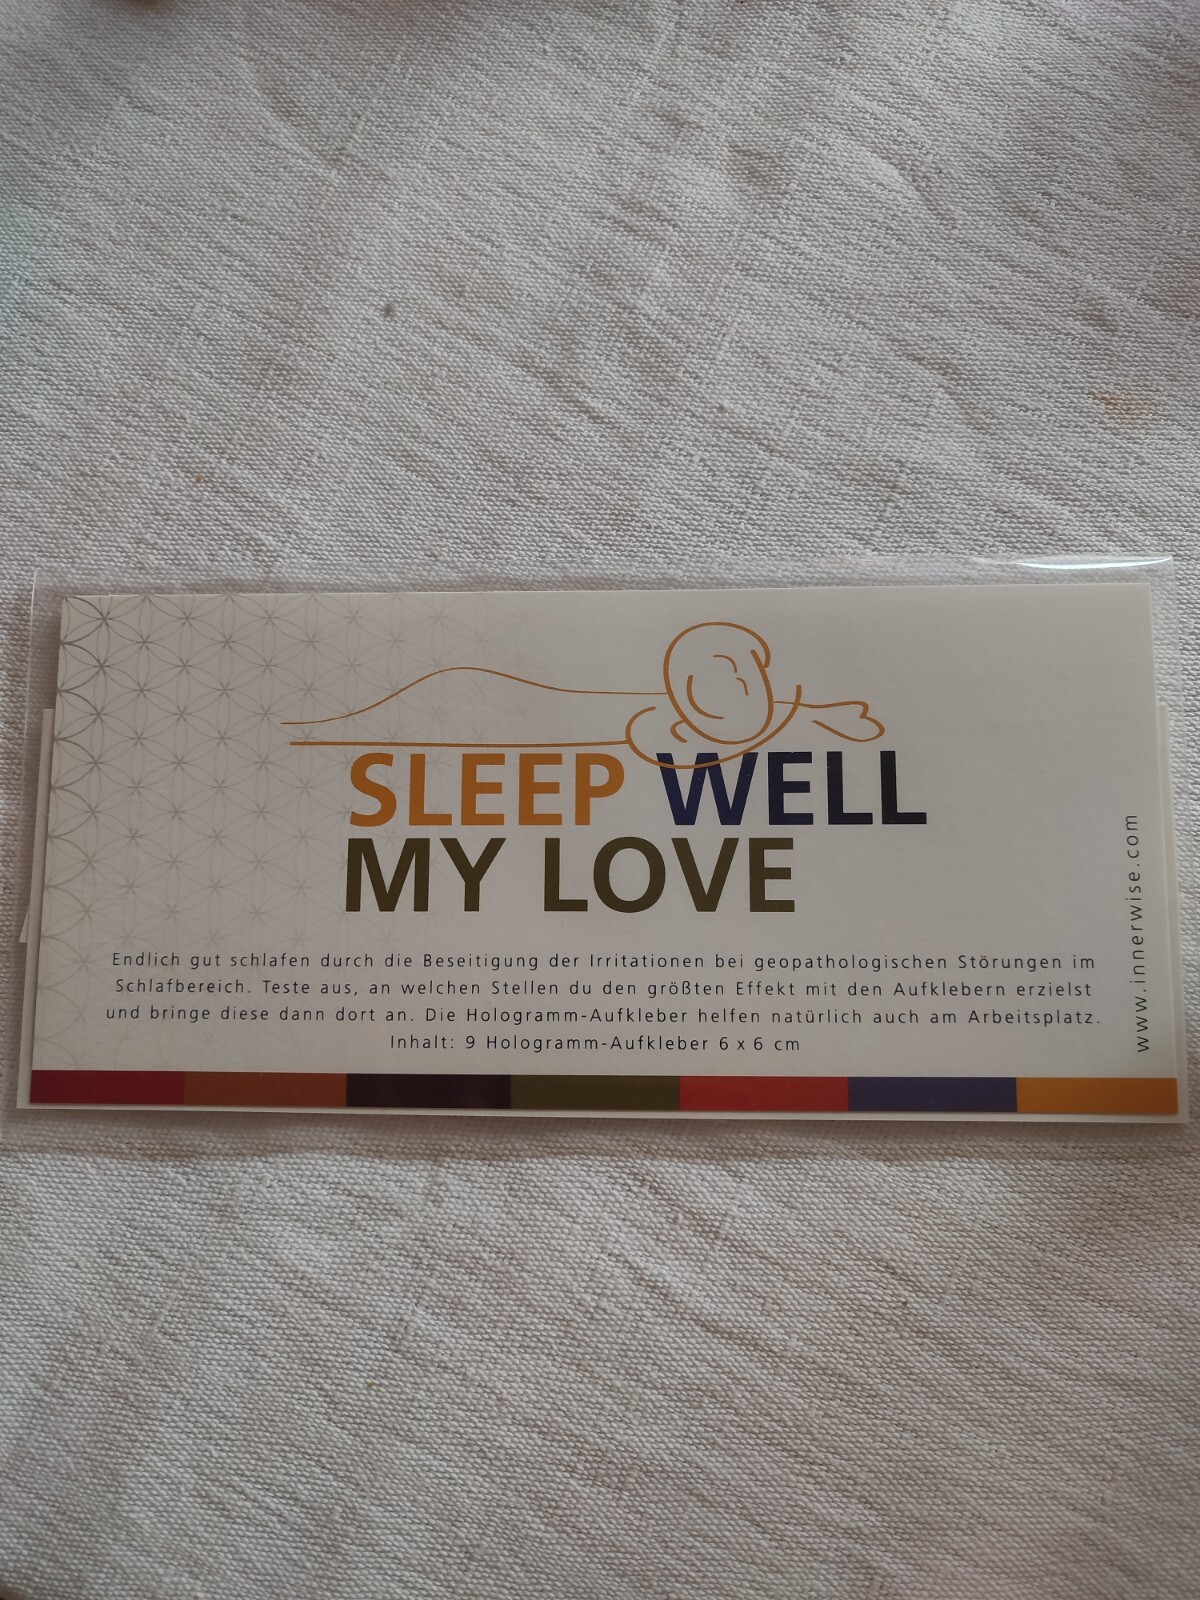 SLEEP WELL
MY LOVE
Endlich gut schlafen durch die Beseitigung der Irritationen bei geopathologischen Störungen im
Schlafbereich. Teste aus, an welchen Stellen du den größten Effekt mit den Aufklebern erzielst
und bringe diese dann dort an. Die Hologramm-Aufkleber helfen natürlich auch am Arbeitsplatz.
Inhalt: 9 Hologramm-Aufkleber 6 x 6 cm
www.innerwise.com